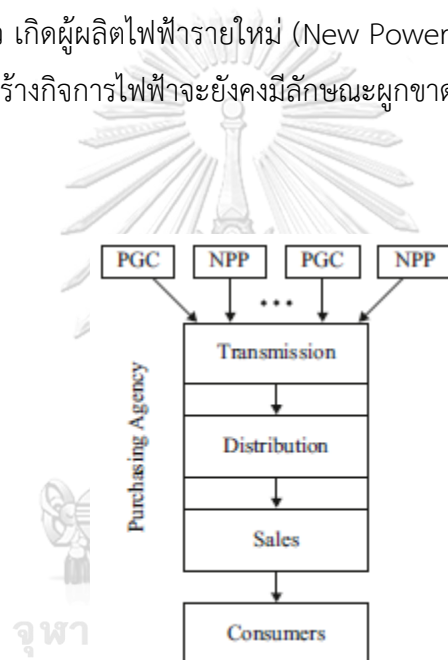 เกิดผู้ผลิตไฟฟ้ารายใหม่ (New Power
ร้างกิจการไฟฟ้าจะยังคงมีลักษณะผูกขาด
PGC NPP PGC NPP
...
Transmission
Purchasing Agency
Distribution
Sales
Consumers
จุฬา